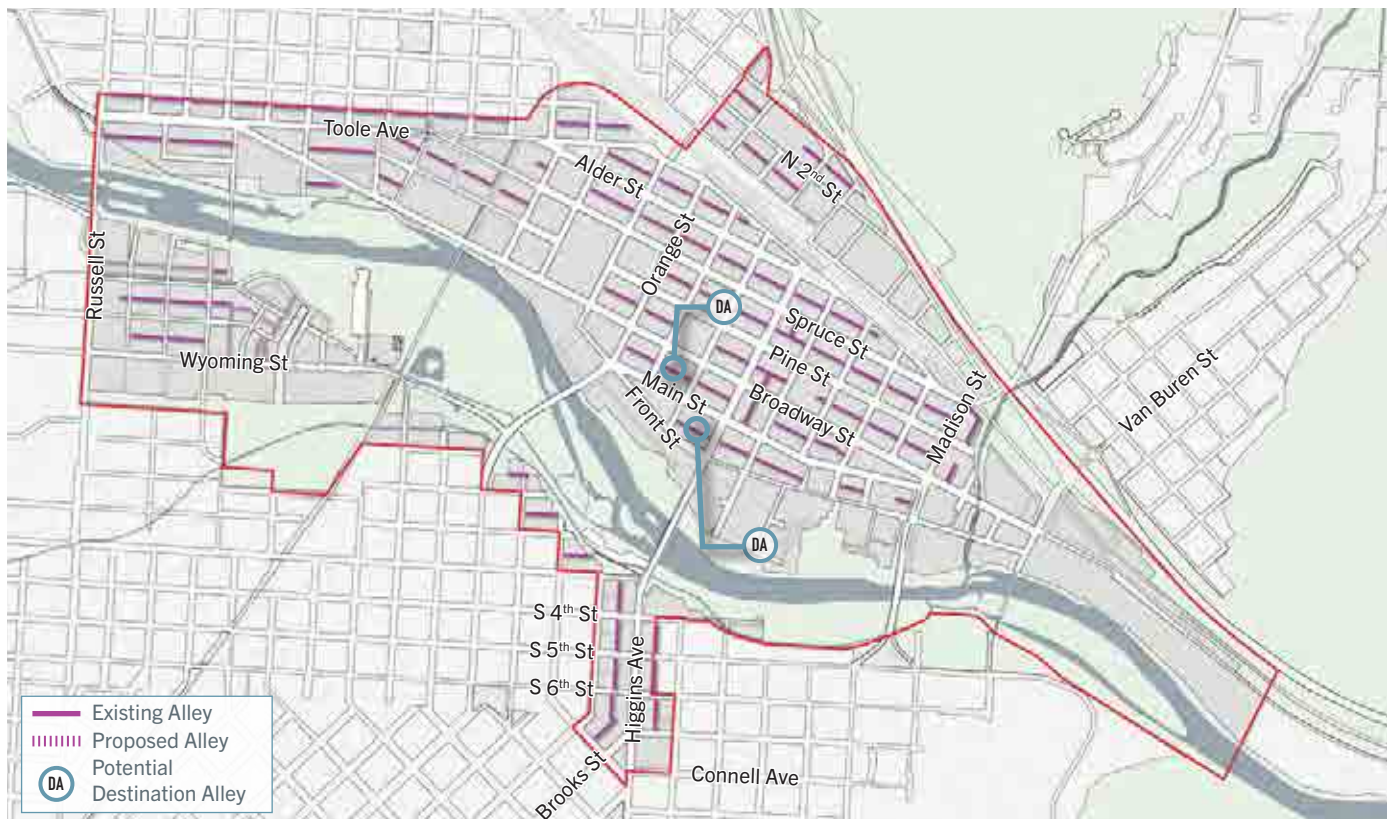 Toole Ave
N 2nd St
Alder St
Orange St
Russell St
DA
Spruce St
Wyoming St
Pine St
Van Buren St
Main St
Broadway St
Front St
Madison St
DA
S 4th St
S 5th St
S 6th St
Higgins Ave
Brooks St
Connell Ave
Existing Alley
Proposed Alley
DA
Potential
Destination Alley